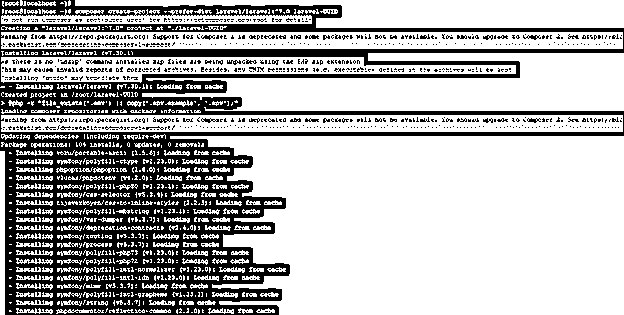 [root@localhost ~]#
[root@localhost ~]# composer create-project --prefer-dist laravel/laravel:^7.0 laravel-UUID
Do not run Composer as root/super user! See https://getcomposer.org/root for details
Creating a "laravel/laravel:^7.0" project at "./laravel-UUID"
Warning from https://repo.packagist.org: Support for Composer 1 is deprecated and some packages will not be available. You should upgrade to Composer 2. See https://bl
Installing laravel/laravel (v7.30.1)
As there is no 'unzip' command installed zip files are being unpacked using the PHP zip extension.
This may cause invalid reports of corrupted archives. Besides, any UNIX permissions (e.g. executable) defined in the archives will be lost.
Installing 'unzip' may remediate them.
- Installing laravel/laravel (v7.30.1): Loading from cache
Created project in /root/laravel-UUID
> @php -r "file_exists('.env') || copy('.env.example', '.env');"
Loading composer repositories with package information
Warning from https://repo.packagist.org: Support for Composer 1 is deprecated and some packages will not be available. You should upgrade to Composer 2. See https://bl
Updating dependencies (including require-dev)
Package operations: 104 installs, 0 updates, 0 removals
- Installing voku/portable-ascii (1.5.6): Loading from cache
- Installing symfony/polyfill-ctype (v1.23.0): Loading from cache
- Installing phpoption/phpoption (1.8.0): Loading from cache
- Installing vlucas/phpdotenv (v4.2.0): Loading from cache
- Installing symfony/polyfill-php80 (v1.23.1): Loading from cache
- Installing symfony/css-selector (v5.3.4): Loading from cache
- Installing tijsverkoyen/css-to-inline-styles (2.2.3): Loading from cache
- Installing symfony/polyfill-mbstring (v1.23.1): Loading from cache
- Installing symfony/var-dumper (v5.3.7): Loading from cache
- Installing symfony/deprecation-contracts (v2.4.0): Loading from cache
- Installing symfony/routing (v5.3.7): Loading from cache
- Installing symfony/process (v5.3.7): Loading from cache
- Installing symfony/polyfill-php73 (v1.23.0): Loading from cache
- Installing symfony/polyfill-php72 (v1.23.0): Loading from cache
- Installing symfony/polyfill-intl-normalizer (v1.23.0): Loading from cache
- Installing symfony/polyfill-intl-idn (v1.23.0): Loading from cache
- Installing symfony/mime (v5.3.7): Loading from cache
- Installing symfony/polyfill-intl-grapheme (v1.23.1): Loading from cache
- Installing symfony/string (v5.3.7): Loading from cache
- Installing phpdocumentor/reflection-common (2.2.0): Loading from cache